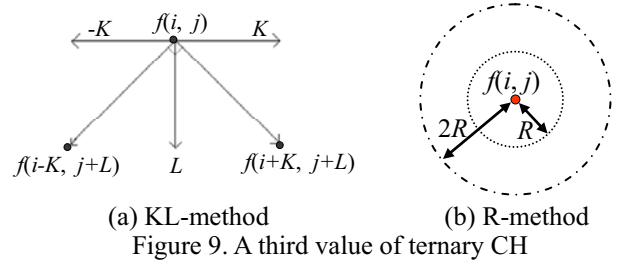 f(i, j)
-K K
f(i-K, j+L) L f(i+K, j+L)
(a) KL-method
f(i, j)
2R R
(b) R-method
Figure 9. A third value of ternary CH